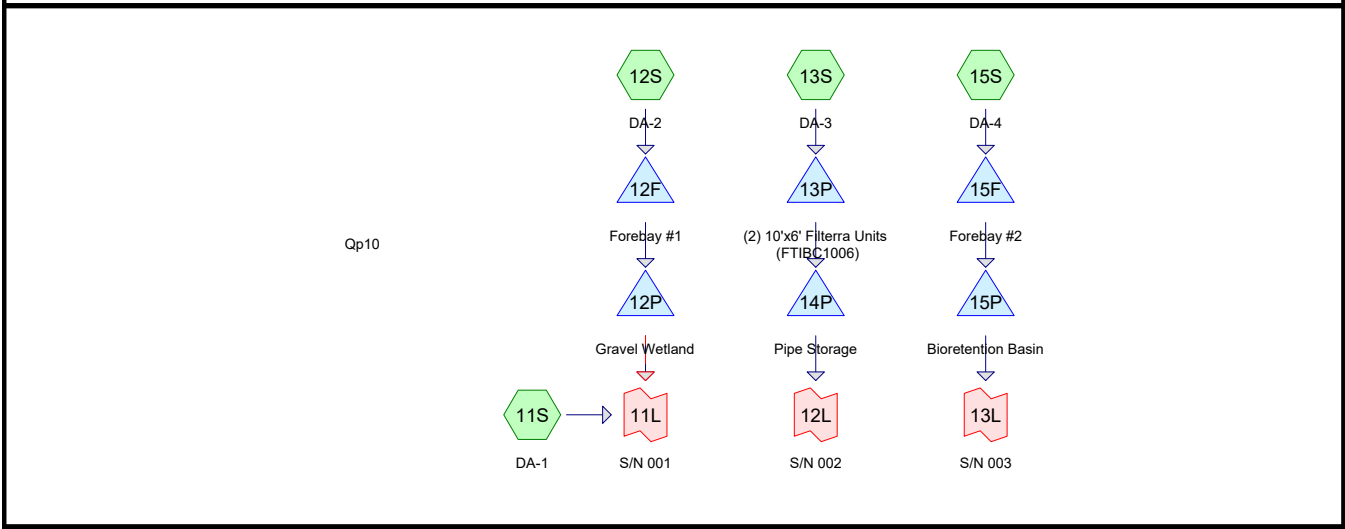 12S
13S
15S
DA-2
DA-3
DA-4
12F
13P
15F
Qp10
Forebay #1
(2) 10'x6' Filterra Units
(FTIBC1006)
Forebay #2
12P
14P
15P
Gravel Wetland
Pipe Storage
Bioretention Basin
11S
11L
12L
13L
DA-1
S/N 001
S/N 002
S/N 003